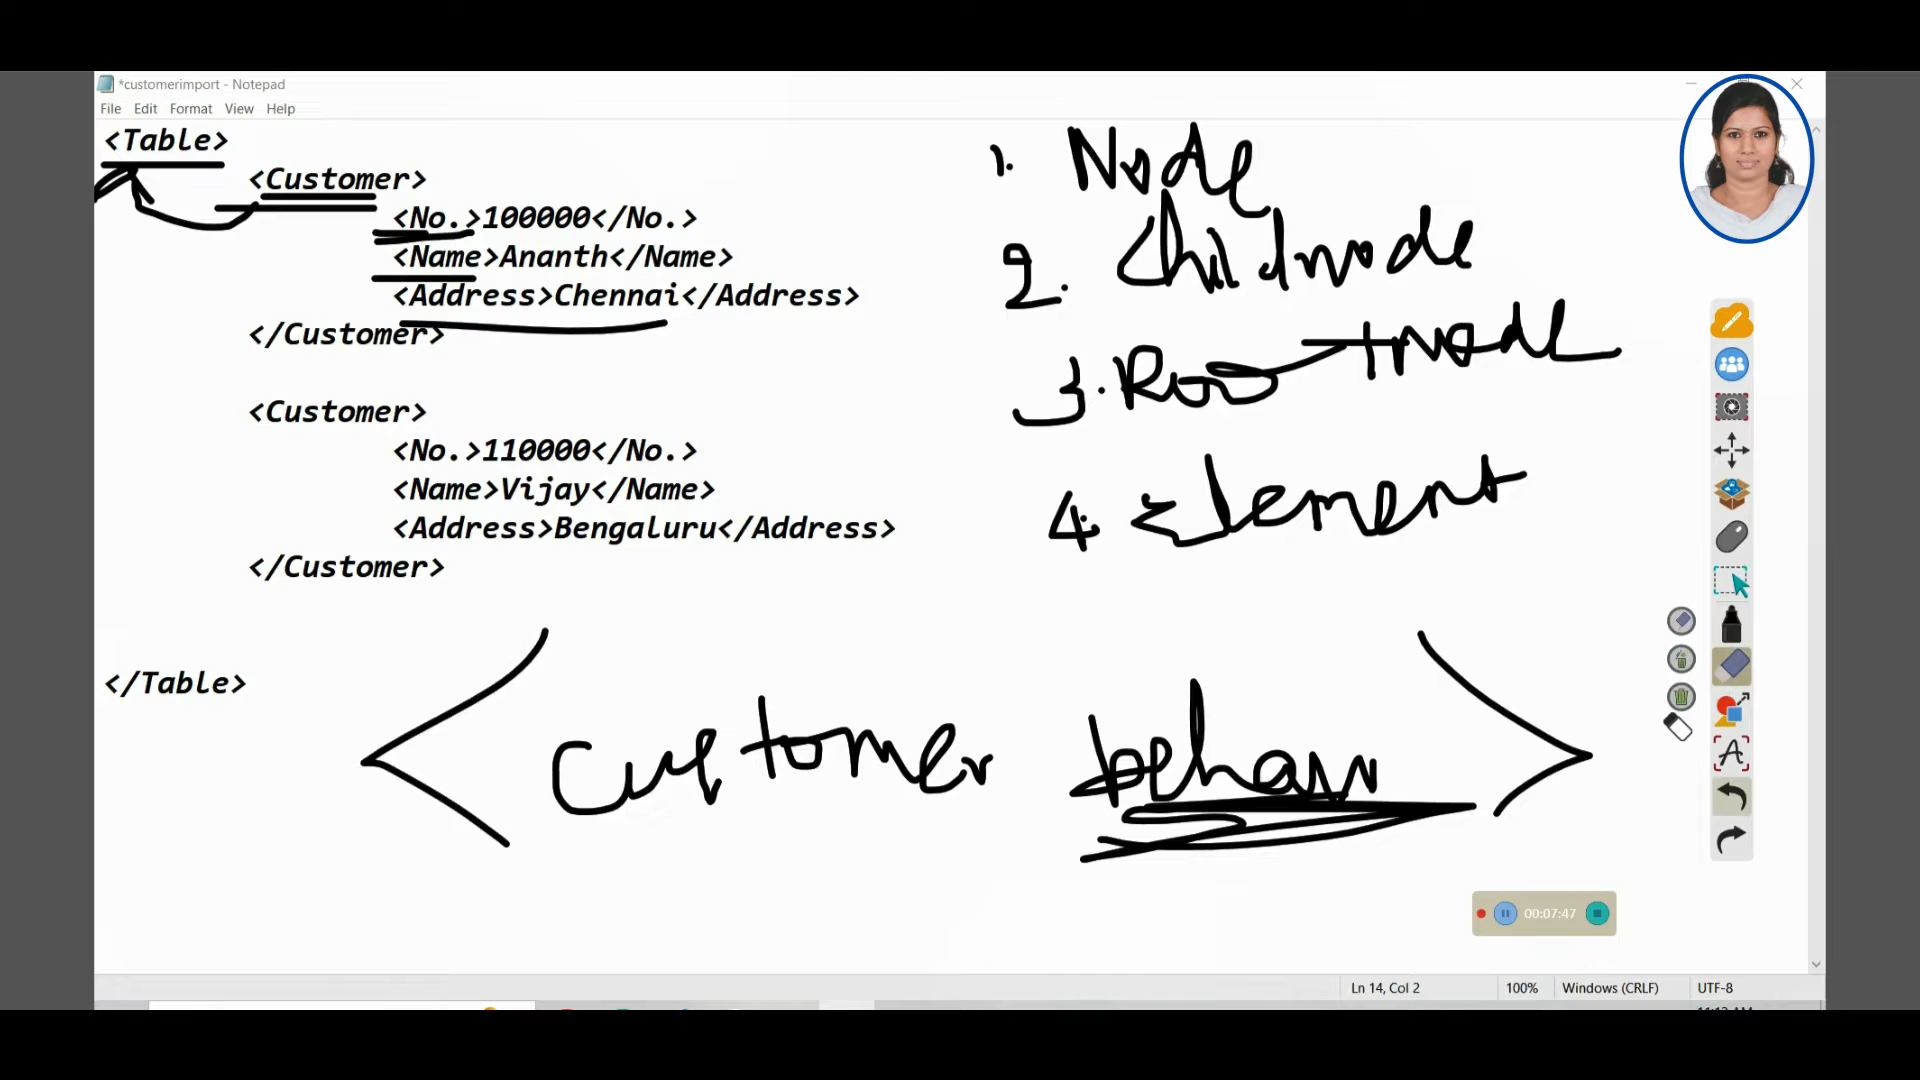 *customerimport - Notepad
File Edit Format View Help
<Table>
<Customer>
<No.>100000</No.>
<Name>Ananth</Name>
<Address>Chennai</Address>
</Customer>
<Customer>
<No.>110000</No.>
<Name>Vijay</Name>
<Address>Bengaluru</Address>
</Customer>
</Table>
1. Node
2. Childnode
3. Rootnode
4. Element
< Customer behav >
A
00:07:47
Ln 14, Col 2 100% Windows (CRLF) UTF-8